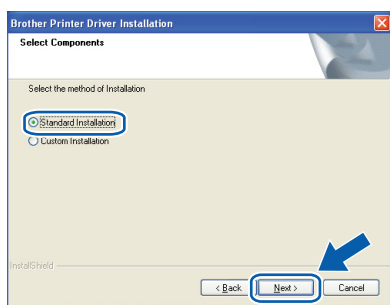 Brother Printer Driver Installation
Select Components
Select the method of Installation
Standard Installation
Custom Installation
InstallShield
< Back
Next >
Cancel